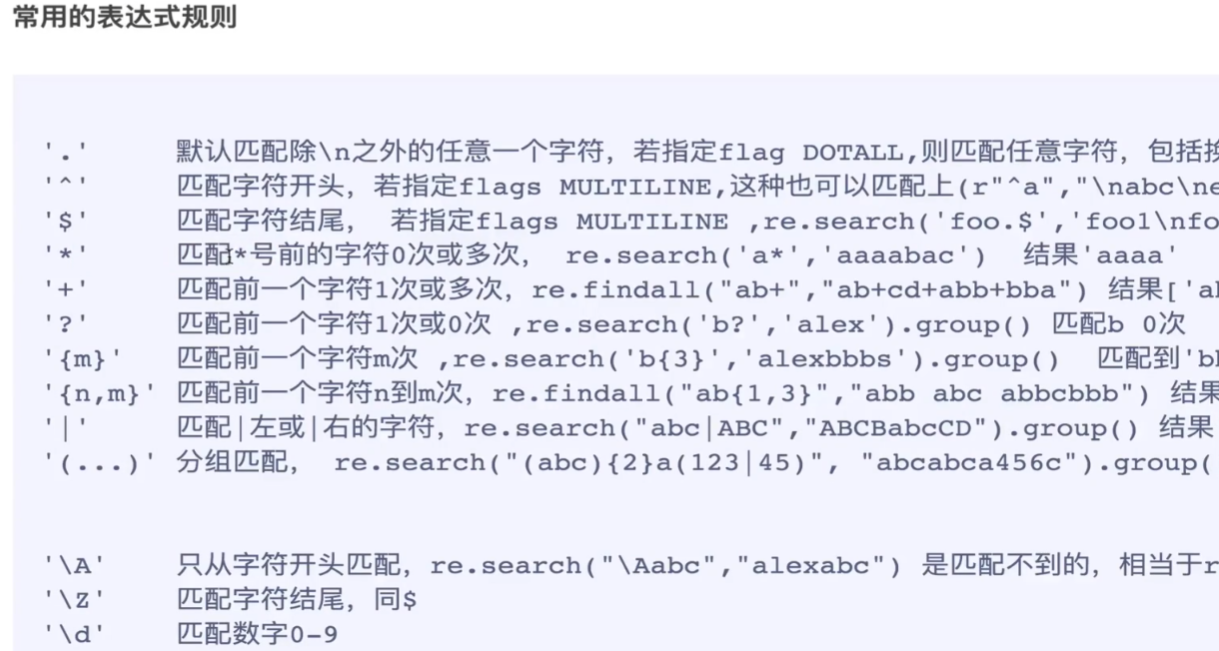 常用的表达式规则
'.' 默认匹配除\n之外的任意一个字符，若指定flag DOTALL,则匹配任意字符，包括换
'^' 匹配字符开头，若指定flags MULTILINE,这种也可以匹配上(r"^a","\nabc\ne
'$' 匹配字符结尾， 若指定flags MULTILINE ,re.search('foo.$','foo1\nfo
'*' 匹配*号前的字符0次或多次， re.search('a*','aaaabac') 结果'aaaa'
'+' 匹配前一个字符1次或多次，re.findall("ab+","ab+cd+abb+bba") 结果['ab
'?' 匹配前一个字符1次或0次 ,re.search('b?','alex').group() 匹配b 0次
'{m}' 匹配前一个字符m次 ,re.search('b{3}','alexbbbs').group() 匹配到'bb
'{n,m}' 匹配前一个字符n到m次，re.findall("ab{1,3}","abb abc abbcbbb") 结果
'|' 匹配|左或|右的字符，re.search("abc|ABC","ABCBabcCD").group() 结果
'(...)' 分组匹配， re.search("(abc){2}a(123|45)", "abcabca456c").group(
'\A' 只从字符开头匹配，re.search("\Aabc","alexabc") 是匹配不到的，相当于r
'\Z' 匹配字符结尾，同$
'\d' 匹配数字0-9